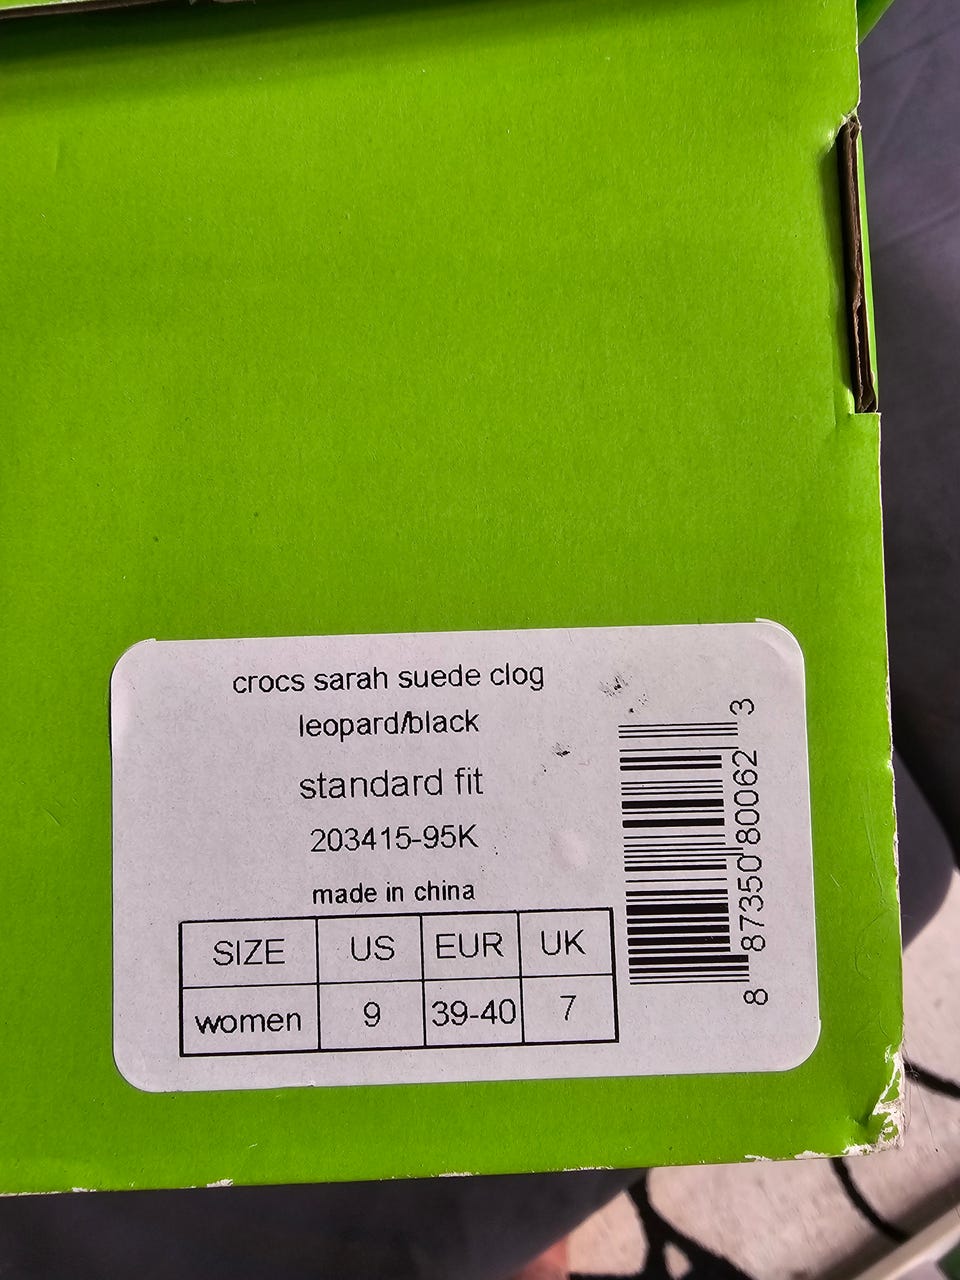 crocs sarah suede clog
leopard/black
standard fit
203415-95K
made in china
SIZE US EUR UK
women 9 39-40 7
8 87350 80062 3